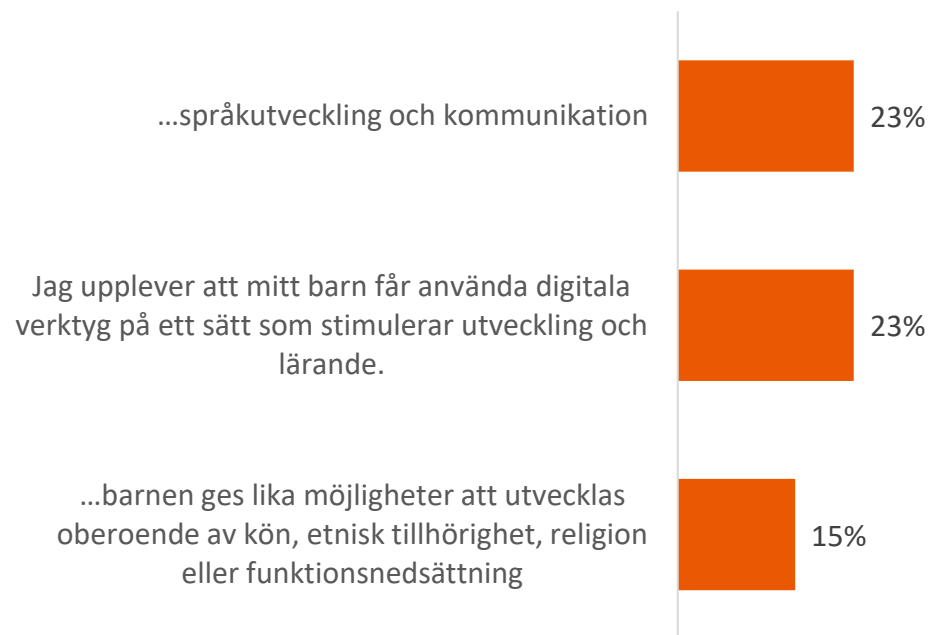 …språkutveckling och kommunikation
23%
Jag upplever att mitt barn får använda digitala
verktyg på ett sätt som stimulerar utveckling och
lärande.
23%
…barnen ges lika möjligheter att utvecklas
oberoende av kön, etnisk tillhörighet, religion
eller funktionsnedsättning
15%